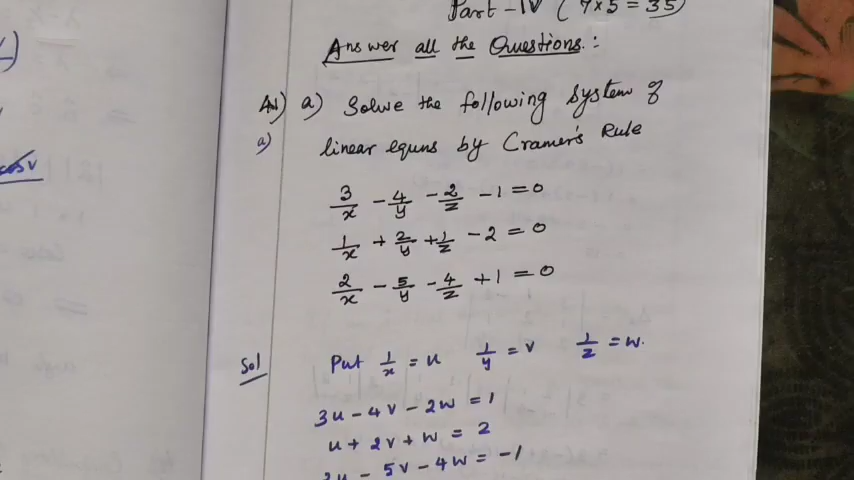 Part - IV ( 7 x 5 = 35)
Answer all the Questions :
41) a) Solve the following system of
a) linear equns by Cramer's Rule
3/x - 4/y - 2/z - 1 = 0
1/x + 2/y + 1/z - 2 = 0
2/x - 5/y - 4/z + 1 = 0
Sol Put 1/x = u 1/y = v 1/z = w.
3u - 4v - 2w = 1
u + 2v + w = 2
2u - 5v - 4w = -1